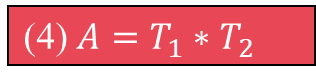 (4) A = T₁ * T₂